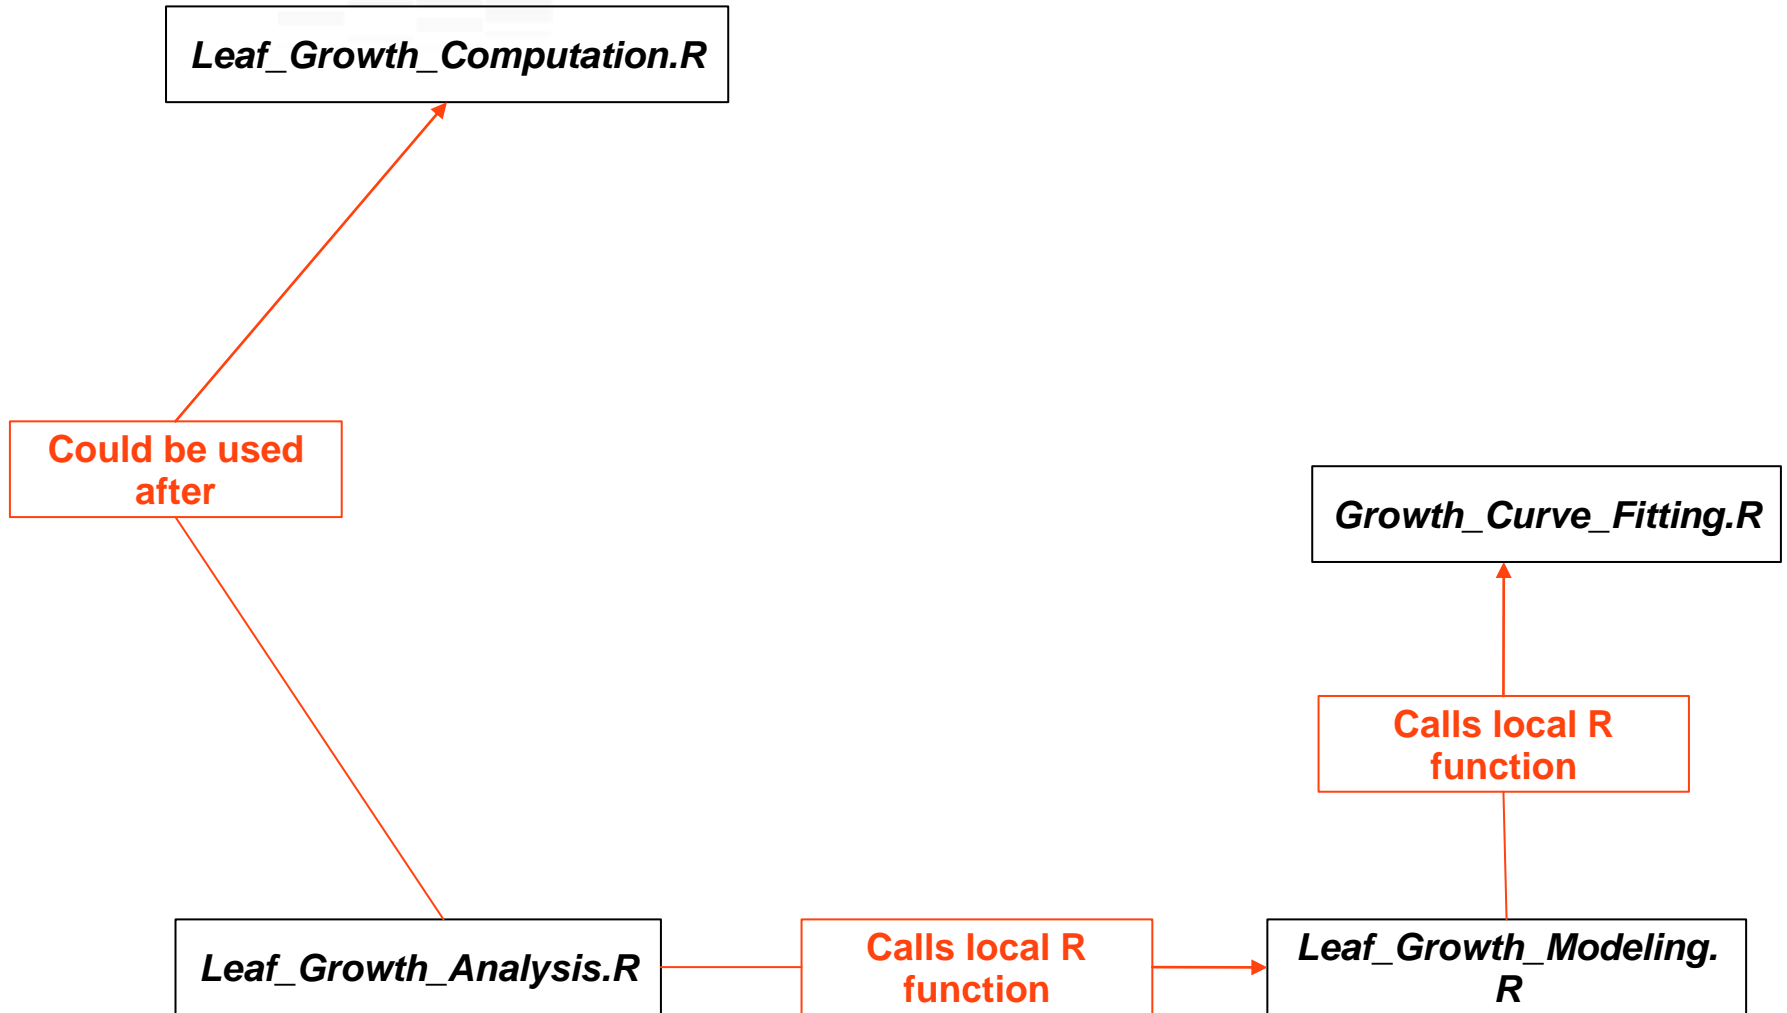 Leaf_Growth_Computation.R
Could be used
after
Growth_Curve_Fitting.R
Calls local R
function
Leaf_Growth_Analysis.R
Calls local R
function
Leaf_Growth_Modeling.
R